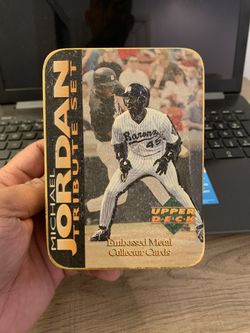 MICHAEL
JORDAN
TRIBUTE SET
Barons
45
UPPER
DECK
Embossed Metal
Collector Cards